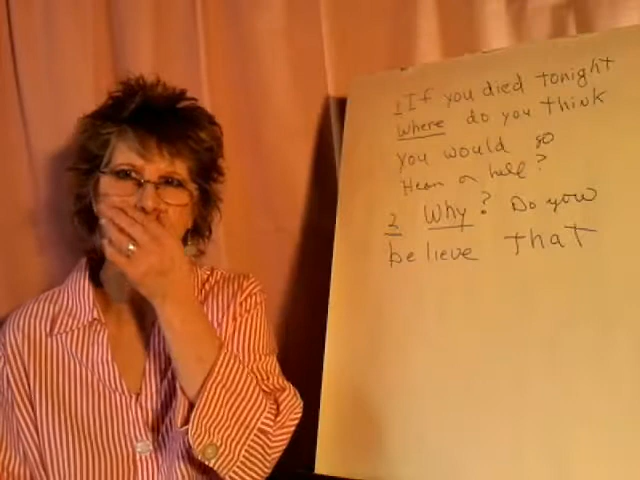 1 If you died tonight
where do you think
you would go
Heam or hell?
2 Why? Do you
believe that